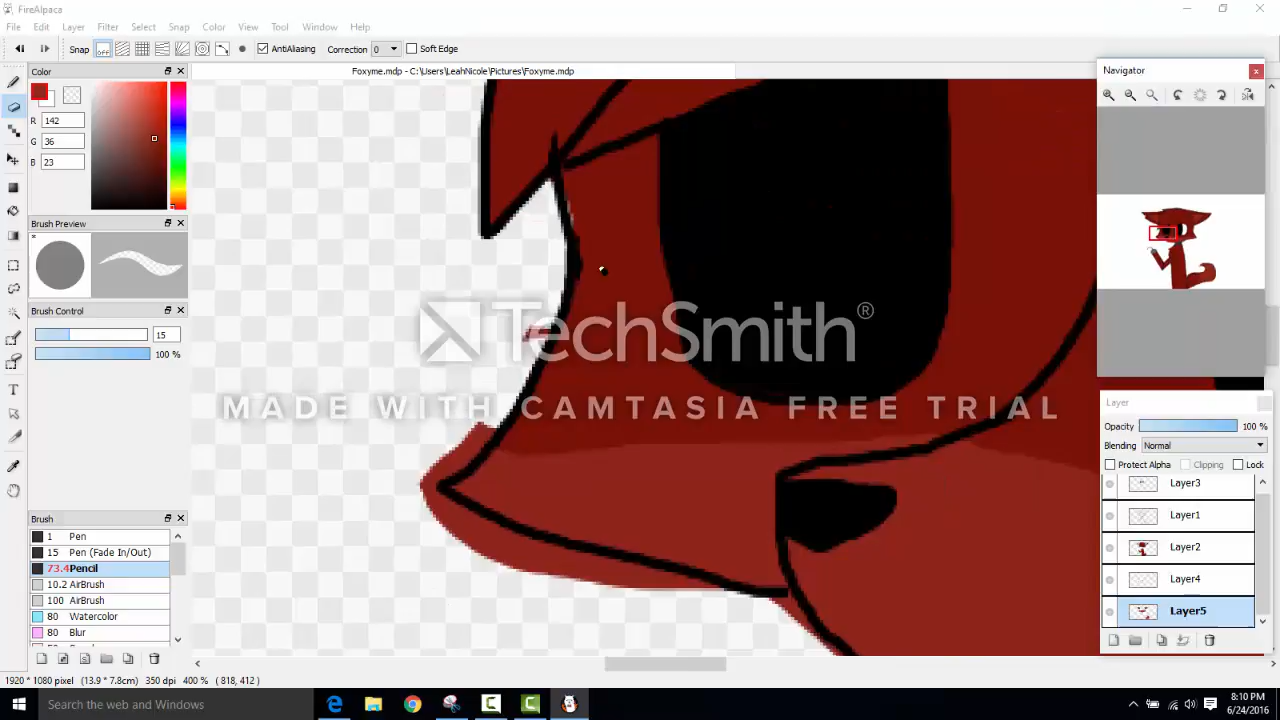 FireAlpaca
File Edit Layer Filter Select Snap Color View Tool Window Help
Snap OFF AntiAliasing Correction 0 Soft Edge
Color
Foxyme.mdp - C:\Users\LeahNicole\Pictures\Foxyme.mdp
Navigator
R 142
G 36
B 23
Brush Preview
Brush Control
15
100 %
TechSmith®
MADE WITH CAMTASIA FREE TRIAL
Layer
Opacity 100 %
Blending Normal
Protect Alpha Clipping Lock
Layer3
Layer1
Layer2
Layer4
Layer5
Brush
1 Pen
15 Pen (Fade In/Out)
73.4 Pencil
10.2 AirBrush
100 AirBrush
80 Watercolor
80 Blur
1920 * 1080 pixel (13.9 * 7.8cm) 350 dpi 400 % ( 818, 412 )
Search the web and Windows
8:10 PM
6/24/2016